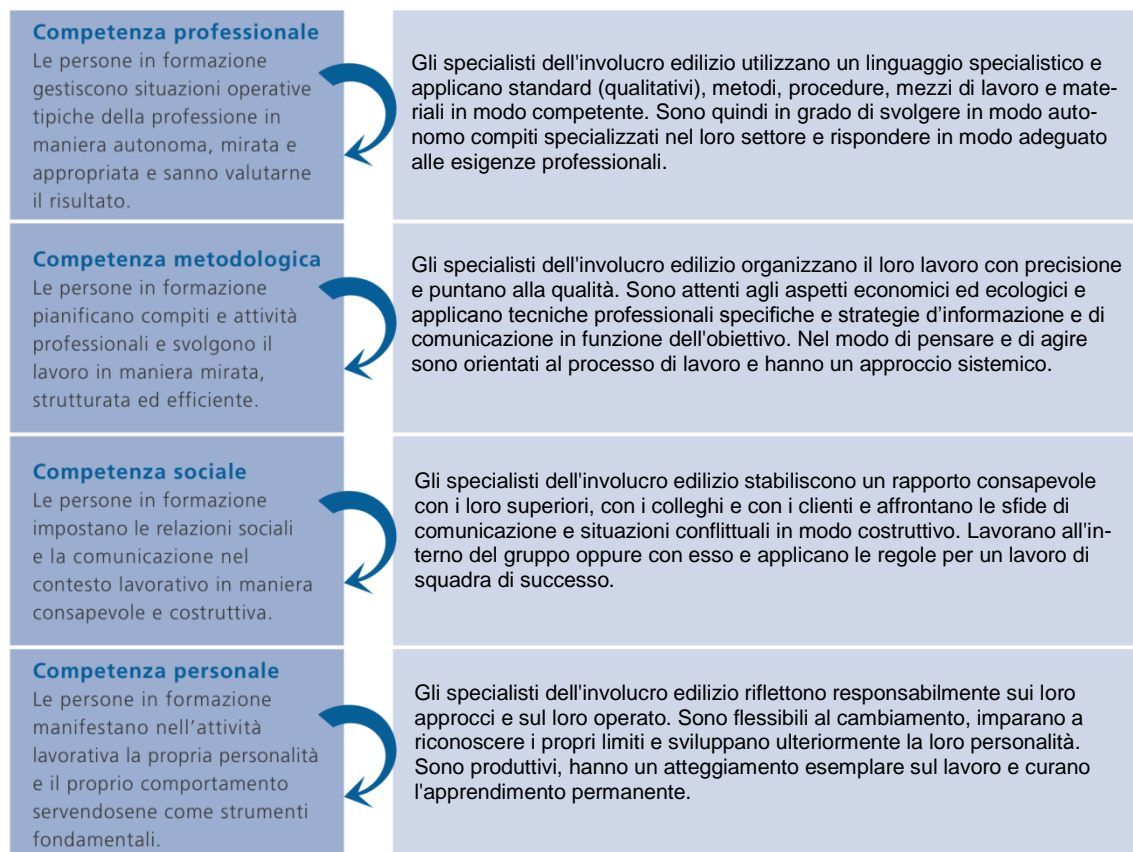 Competenza professionale
Le persone in formazione
gestiscono situazioni operative
tipiche della professione in
maniera autonoma, mirata e
appropriata e sanno valutarne
il risultato.
Gli specialisti dell'involucro edilizio utilizzano un linguaggio specialistico e
applicano standard (qualitativi), metodi, procedure, mezzi di lavoro e mate-
riali in modo competente. Sono quindi in grado di svolgere in modo auto-
nomo compiti specializzati nel loro settore e rispondere in modo adeguato
alle esigenze professionali.
Competenza metodologica
Le persone in formazione
pianificano compiti e attività
professionali e svolgono il
lavoro in maniera mirata,
strutturata ed efficiente.
Gli specialisti dell'involucro edilizio organizzano il loro lavoro con precisione
e puntano alla qualità. Sono attenti agli aspetti economici ed ecologici e
applicano tecniche professionali specifiche e strategie d’informazione e di
comunicazione in funzione dell'obiettivo. Nel modo di pensare e di agire
sono orientati al processo di lavoro e hanno un approccio sistemico.
Competenza sociale
Le persone in formazione
impostano le relazioni sociali
e la comunicazione nel
contesto lavorativo in maniera
consapevole e costruttiva.
Gli specialisti dell'involucro edilizio stabiliscono un rapporto consapevole
con i loro superiori, con i colleghi e con i clienti e affrontano le sfide di
comunicazione e situazioni conflittuali in modo costruttivo. Lavorano all'in-
terno del gruppo oppure con esso e applicano le regole per un lavoro di
squadra di successo.
Competenza personale
Le persone in formazione
manifestano nell’attività
lavorativa la propria personalità
e il proprio comportamento
servendosene come strumenti
fondamentali.
Gli specialisti dell'involucro edilizio riflettono responsabilmente sui loro
approcci e sul loro operato. Sono flessibili al cambiamento, imparano a
riconoscere i propri limiti e sviluppano ulteriormente la loro personalità.
Sono produttivi, hanno un atteggiamento esemplare sul lavoro e curano
l'apprendimento permanente.